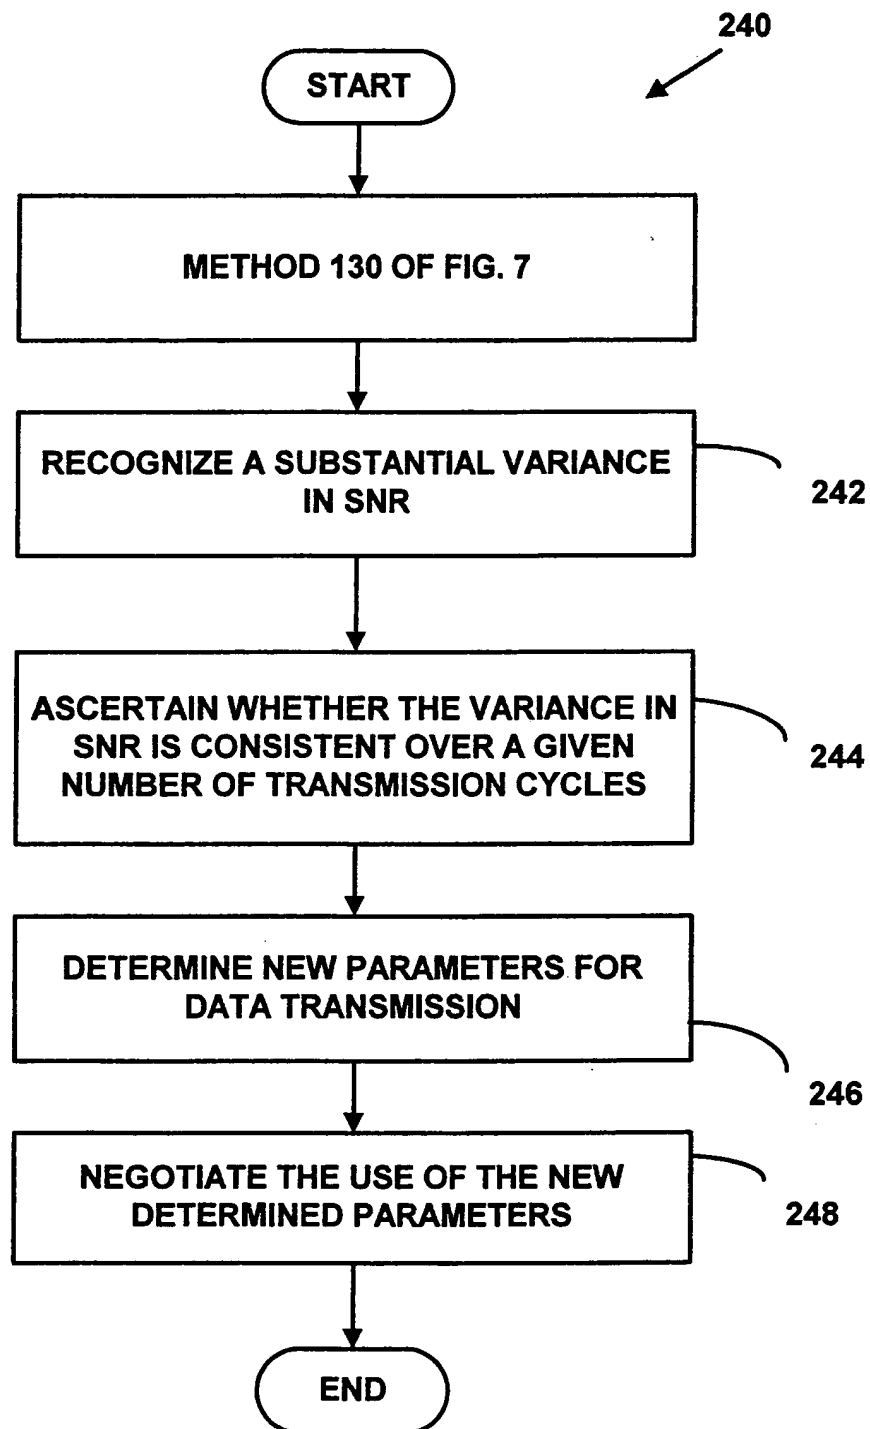 240
START
METHOD 130 OF FIG. 7
RECOGNIZE A SUBSTANTIAL VARIANCE
IN SNR
242
ASCERTAIN WHETHER THE VARIANCE IN
SNR IS CONSISTENT OVER A GIVEN
NUMBER OF TRANSMISSION CYCLES
244
DETERMINE NEW PARAMETERS FOR
DATA TRANSMISSION
246
NEGOTIATE THE USE OF THE NEW
DETERMINED PARAMETERS
248
END